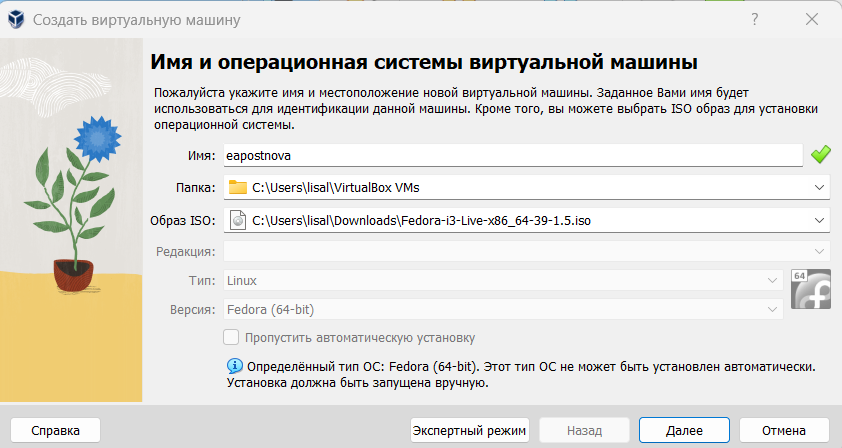 Создать виртуальную машину
Имя и операционная системы виртуальной машины
Пожалуйста укажите имя и местоположение новой виртуальной машины. Заданное Вами имя будет
использоваться для идентификации данной машины. Кроме того, вы можете выбрать ISO образ для установки
операционной системы.
Имя: eapostnova
Папка: C:\Users\lisal\VirtualBox VMs
Образ ISO: C:\Users\lisal\Downloads\Fedora-i3-Live-x86_64-39-1.5.iso
Редакция:
Тип: Linux
64
Версия: Fedora (64-bit)
Пропустить автоматическую установку
Определённый тип ОС: Fedora (64-bit). Этот тип ОС не может быть установлен автоматически.
Установка должна быть запущена вручную.
Справка Экспертный режим Назад Далее Отмена